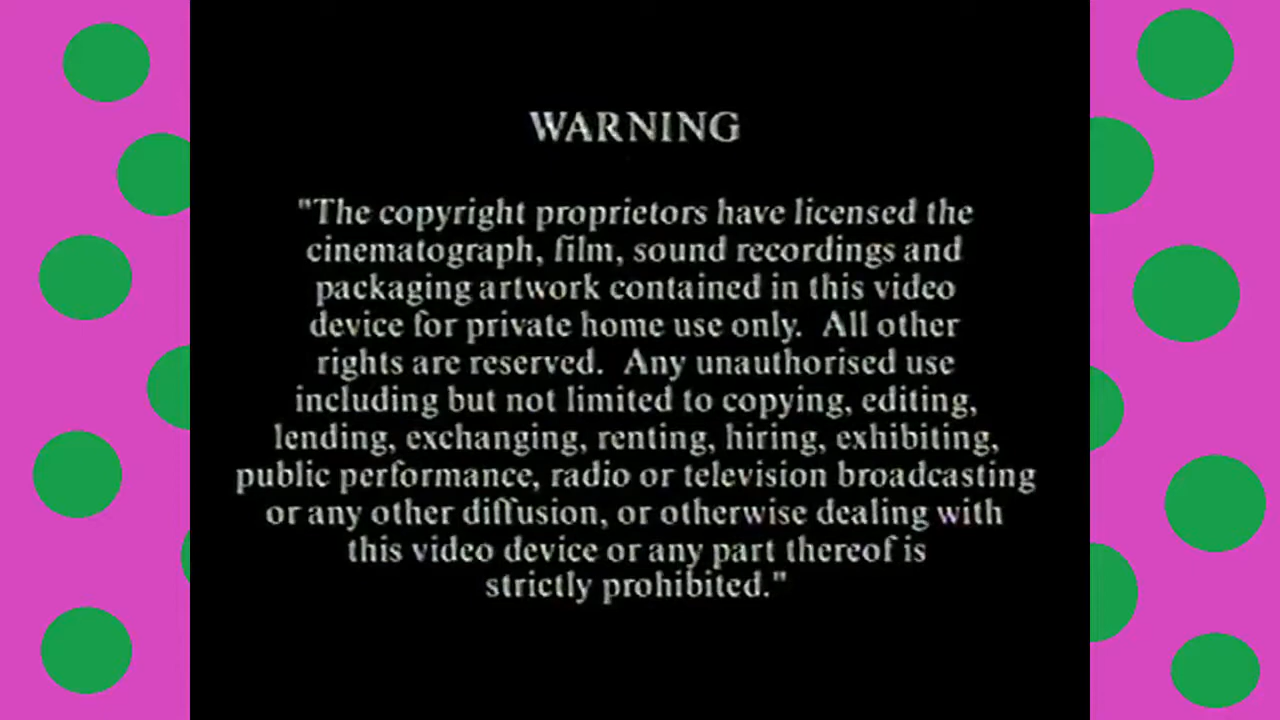 WARNING
"The copyright proprietors have licensed the
cinematograph, film, sound recordings and
packaging artwork contained in this video
device for private home use only.  All other
rights are reserved.  Any unauthorised use
including but not limited to copying, editing,
lending, exchanging, renting, hiring, exhibiting,
public performance, radio or television broadcasting
or any other diffusion, or otherwise dealing with
this video device or any part thereof is
strictly prohibited."